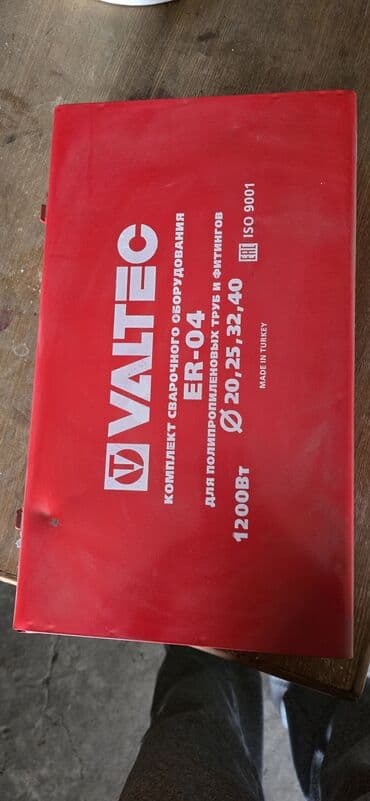 VALTEC
КОМПЛЕКТ СВАРОЧНОГО ОБОРУДОВАНИЯ
ER-04
ДЛЯ ПОЛИПРОПИЛЕНОВЫХ ТРУБ И ФИТИНГОВ
Ø 20,25,32,40
1200Вт
MADE IN TURKEY
EAC ISO 9001